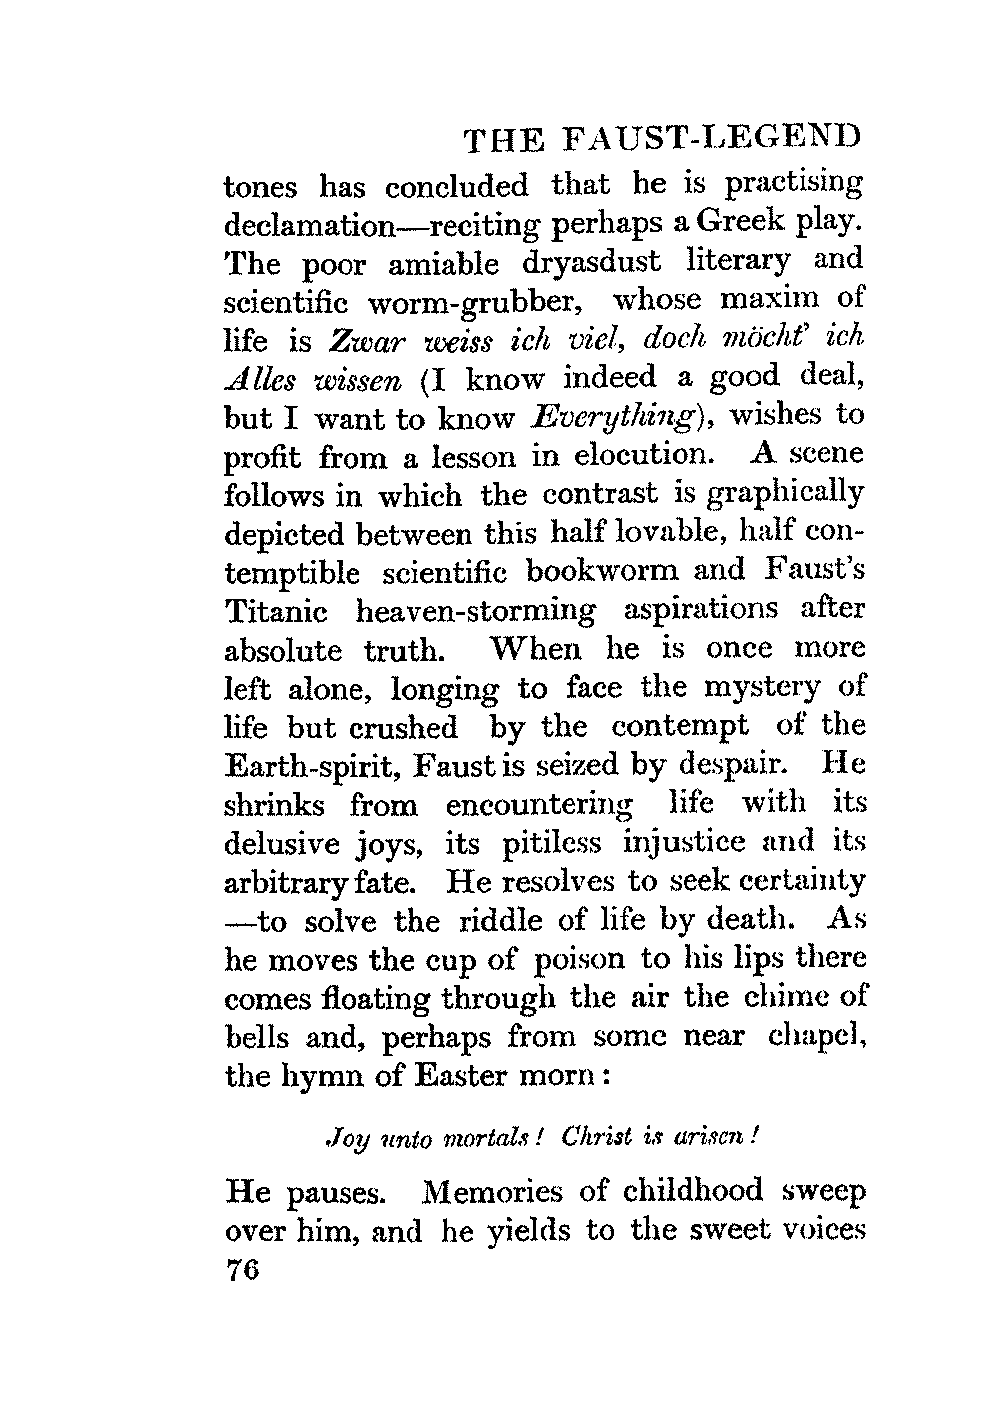 THE FAUST-LEGEND
tones has concluded that he is practising
declamation—reciting perhaps a Greek play.
The poor amiable dryasdust literary and
scientific worm-grubber, whose maxim of
life is Zwar weiss ich viel, doch möcht' ich
Alles wissen (I know indeed a good deal,
but I want to know Everything), wishes to
profit from a lesson in elocution. A scene
follows in which the contrast is graphically
depicted between this half lovable, half con-
temptible scientific bookworm and Faust's
Titanic heaven-storming aspirations after
absolute truth. When he is once more
left alone, longing to face the mystery of
life but crushed by the contempt of the
Earth-spirit, Faust is seized by despair. He
shrinks from encountering life with its
delusive joys, its pitiless injustice and its
arbitrary fate. He resolves to seek certainty
—to solve the riddle of life by death. As
he moves the cup of poison to his lips there
comes floating through the air the chime of
bells and, perhaps from some near chapel,
the hymn of Easter morn :
Joy unto mortals ! Christ is arisen !
He pauses. Memories of childhood sweep
over him, and he yields to the sweet voices
76